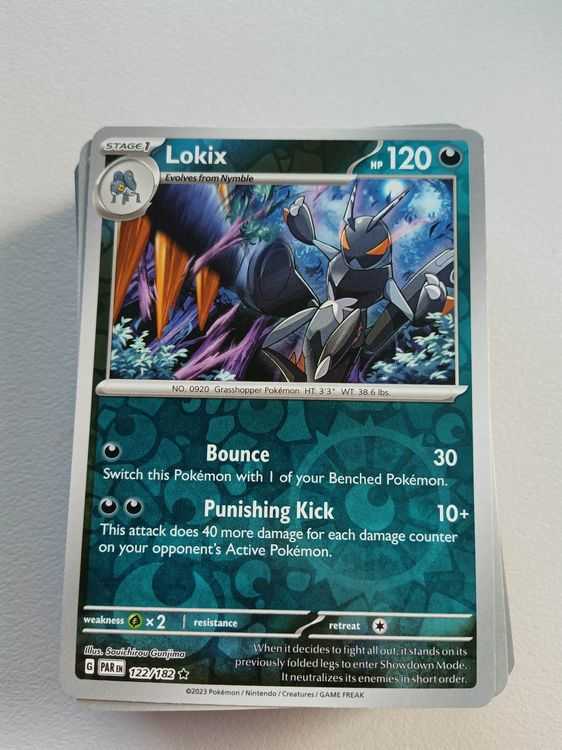 STAGE 1
Lokix
HP 120
Evolves from Nymble
NO. 0920 Grasshopper Pokémon HT: 3'3" WT: 38.6 lbs.
Bounce 30
Switch this Pokémon with 1 of your Benched Pokémon.
Punishing Kick 10+
This attack does 40 more damage for each damage counter
on your opponent's Active Pokémon.
weakness × 2 resistance retreat
Illus. Souichirou Gunjima
G PAR EN 122/182
When it decides to fight all out, it stands on its
previously folded legs to enter Showdown Mode.
It neutralizes its enemies in short order.
©2023 Pokémon / Nintendo / Creatures / GAME FREAK